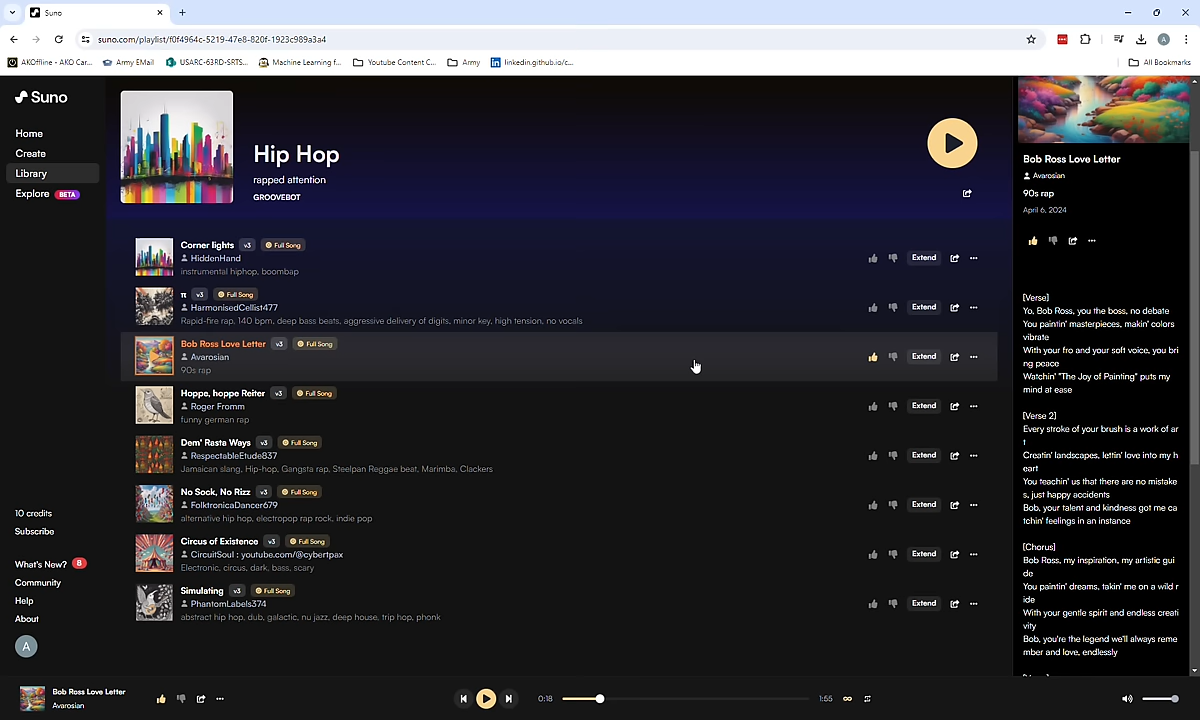 Suno
suno.com/playlist/f0f4964c-5219-47e8-820f-1923c989a3a4
A
AKOffline - AKO Car...
Army EMail
USARC-63RD-SRTS...
Machine Learning f...
Youtube Content C...
Army
linkedin.github.io/c...
All Bookmarks
Suno
Home
Create
Library
Explore BETA
10 credits
Subscribe
What's New? 8
Community
Help
About
A
Hip Hop
rapped attention
GROOVEBOT
Corner lights v3 Full Song
HiddenHand
instrumental hiphop, boombap
Extend
π v3 Full Song
HarmonisedCellist477
Rapid-fire rap, 140 bpm, deep bass beats, aggressive delivery of digits, minor key, high tension, no vocals
Extend
Bob Ross Love Letter v3 Full Song
Avarosian
90s rap
Extend
Hoppe, hoppe Reiter v3 Full Song
Roger Fromm
funny german rap
Extend
Dem' Rasta Ways v3 Full Song
RespectableEtude837
Jamaican slang, Hip-hop, Gangsta rap, Steelpan Reggae beat, Marimba, Clackers
Extend
No Sock, No Rizz v3 Full Song
FolktronicaDancer679
alternative hip hop, electropop rap rock, indie pop
Extend
Circus of Existence v3 Full Song
CircuitSoul : youtube.com/@cybertpax
Electronic, circus, dark, bass, scary
Extend
Simulating v3 Full Song
PhantomLabels374
abstract hip hop, dub, galactic, nu jazz, deep house, trip hop, phonk
Extend
Bob Ross Love Letter
Avarosian
90s rap
April 6, 2024
[Verse]
Yo, Bob Ross, you the boss, no debate
You paintin' masterpieces, makin' colors
vibrate
With your fro and your soft voice, you bri
ng peace
Watchin' "The Joy of Painting" puts my
mind at ease
[Verse 2]
Every stroke of your brush is a work of ar
t
Creatin' landscapes, lettin' love into my h
eart
You teachin' us that there are no mistake
s, just happy accidents
Bob, your talent and kindness got me ca
tchin' feelings in an instance
[Chorus]
Bob Ross, my inspiration, my artistic gui
de
You paintin' dreams, takin' me on a wild r
ide
With your gentle spirit and endless creati
vity
Bob, you're the legend we'll always reme
mber and love, endlessly
Bob Ross Love Letter
Avarosian
0:18
1:55